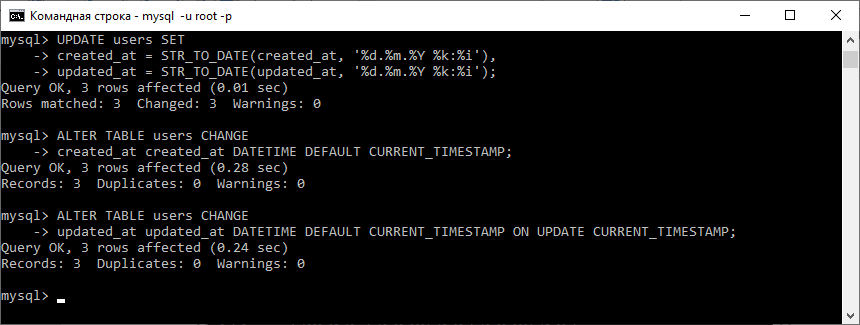 Командная строка - mysql -u root -p
mysql> UPDATE users SET
    -> created_at = STR_TO_DATE(created_at, '%d.%m.%Y %k:%i'),
    -> updated_at = STR_TO_DATE(updated_at, '%d.%m.%Y %k:%i');
Query OK, 3 rows affected (0.01 sec)
Rows matched: 3  Changed: 3  Warnings: 0
mysql> ALTER TABLE users CHANGE
    -> created_at created_at DATETIME DEFAULT CURRENT_TIMESTAMP;
Query OK, 3 rows affected (0.28 sec)
Records: 3  Duplicates: 0  Warnings: 0
mysql> ALTER TABLE users CHANGE
    -> updated_at updated_at DATETIME DEFAULT CURRENT_TIMESTAMP ON UPDATE CURRENT_TIMESTAMP;
Query OK, 3 rows affected (0.24 sec)
Records: 3  Duplicates: 0  Warnings: 0
mysql>